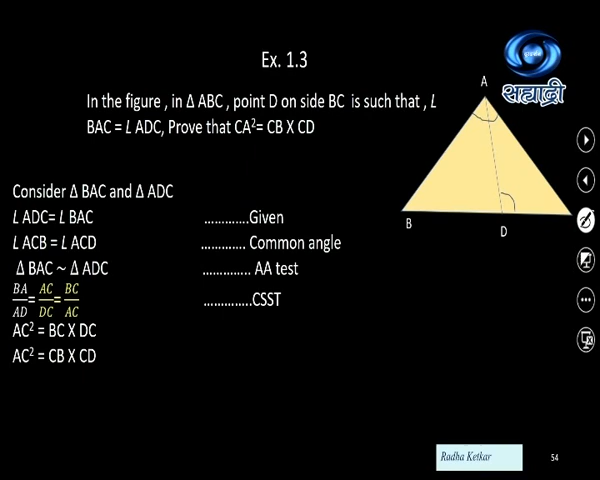 Ex. 1.3
In the figure , in Δ ABC , point D on side BC is such that , L
BAC = L ADC, Prove that CA²= CB X CD
सह्याद्री
A
B
D
Consider Δ BAC and Δ ADC
L ADC= L BAC ............Given
L ACB = L ACD ............. Common angle
Δ BAC ~ Δ ADC .............. AA test
BA/AD = AC/DC = BC/AC ..............CSST
AC² = BC X DC
AC² = CB X CD
Radha Ketkar
54